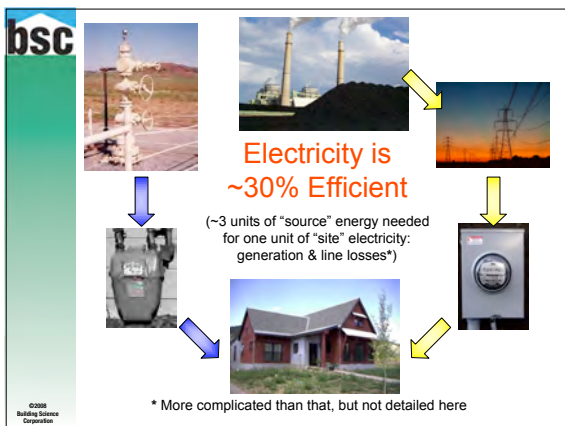 bsc
Electricity is
~30% Efficient
(~3 units of "source" energy needed
for one unit of "site" electricity:
generation & line losses*)
* More complicated than that, but not detailed here
©2008
Building Science
Corporation